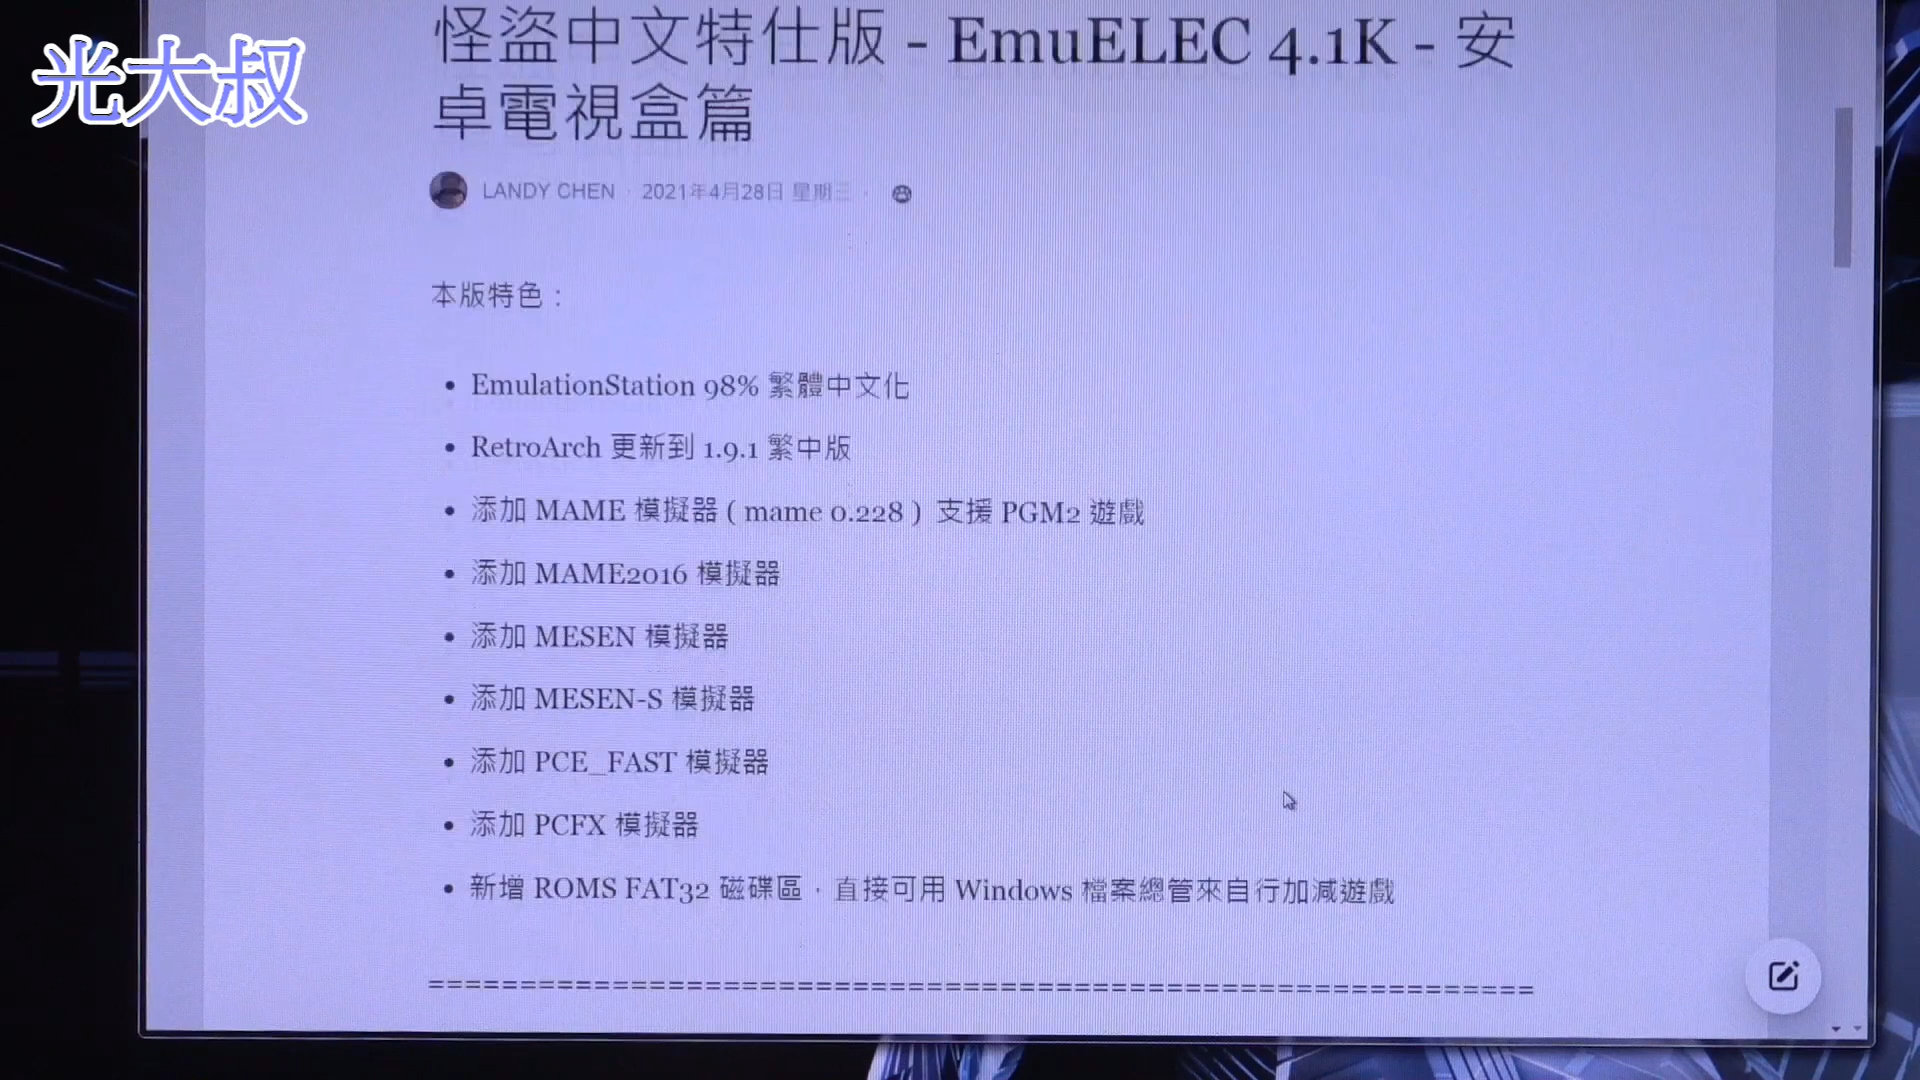 光大叔
怪盜中文特仕版 - EmuELEC 4.1K - 安
卓電視盒篇
LANDY CHEN · 2021年4月28日 星期三 ·
本版特色：
• EmulationStation 98% 繁體中文化
• RetroArch 更新到 1.9.1 繁中版
• 添加 MAME 模擬器 ( mame 0.228 ) 支援 PGM2 遊戲
• 添加 MAME2016 模擬器
• 添加 MESEN 模擬器
• 添加 MESEN-S 模擬器
• 添加 PCE_FAST 模擬器
• 添加 PCFX 模擬器
• 新增 ROMS FAT32 磁碟區，直接可用 Windows 檔案總管來自行加減遊戲
============================================================